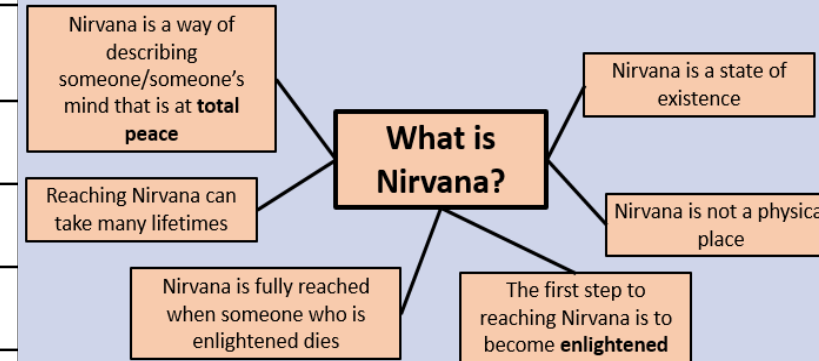 Nirvana is a way of
describing
someone/someone's
mind that is at total
peace
Nirvana is a state of
existence
What is
Nirvana?
Reaching Nirvana can
take many lifetimes
Nirvana is not a physica
place
Nirvana is fully reached
when someone who is
enlightened dies
The first step to
reaching Nirvana is to
become enlightened